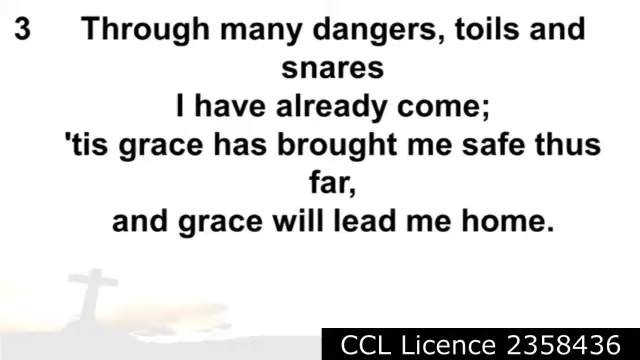 3 Through many dangers, toils and
snares
I have already come;
'tis grace has brought me safe thus
far,
and grace will lead me home.
CCL Licence 2358436